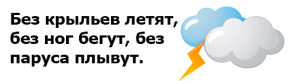 Без крыльев летят,
без ног бегут, без
паруса плывут.